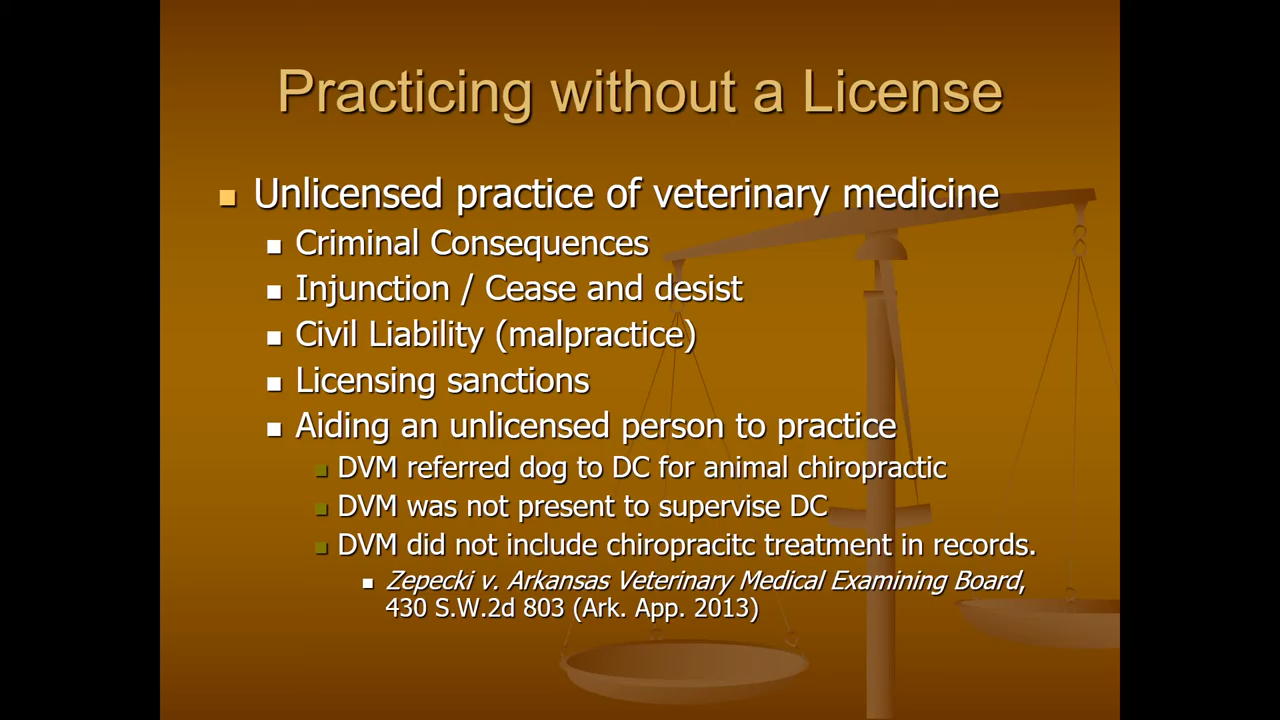 Practicing without a License
Unlicensed practice of veterinary medicine
Criminal Consequences
Injunction / Cease and desist
Civil Liability (malpractice)
Licensing sanctions
Aiding an unlicensed person to practice
DVM referred dog to DC for animal chiropractic
DVM was not present to supervise DC
DVM did not include chiropracitc treatment in records.
Zepecki v. Arkansas Veterinary Medical Examining Board,
430 S.W.2d 803 (Ark. App. 2013)